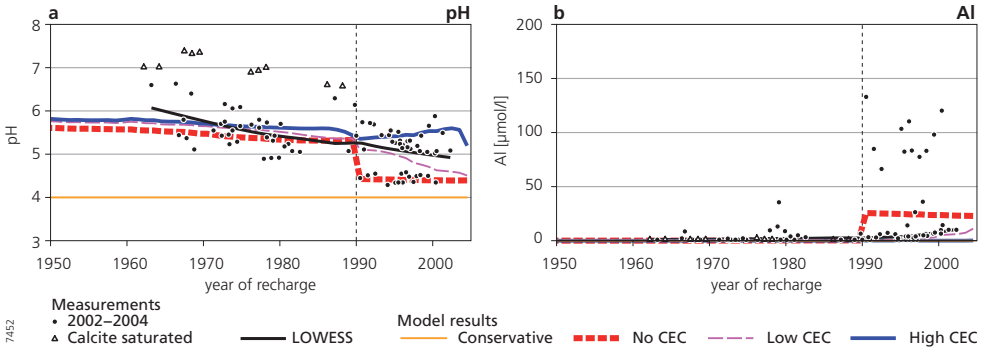 a pH
8
7
6
5
4
3
pH
1950 1960 1970 1980 1990 2000
year of recharge
b Al
200
150
100
50
0
Al [µmol/l]
1950 1960 1970 1980 1990 2000
year of recharge
Measurements
2002–2004
Calcite saturated
LOWESS
Model results
Conservative
No CEC
Low CEC
High CEC
7452